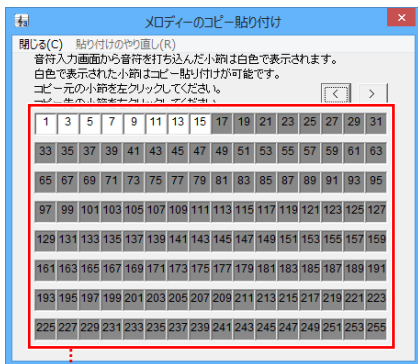 メロディーのコピー貼り付け
閉じる(C) 貼り付けのやり直し(R)
音符入力画面から音符を打ち込んだ小節は白色で表示されます。
白色で表示された小節はコピー貼り付けが可能です。
コピー元の小節を左クリックしてください。
< >
1 3 5 7 9 11 13 15 17 19 21 23 25 27 29 31
33 35 37 39 41 43 45 47 49 51 53 55 57 59 61 63
65 67 69 71 73 75 77 79 81 83 85 87 89 91 93 95
97 99 101 103 105 107 109 111 113 115 117 119 121 123 125 127
129 131 133 135 137 139 141 143 145 147 149 151 153 155 157 159
161 163 165 167 169 171 173 175 177 179 181 183 185 187 189 191
193 195 197 199 201 203 205 207 209 211 213 215 217 219 221 223
225 227 229 231 233 235 237 239 241 243 245 247 249 251 253 255